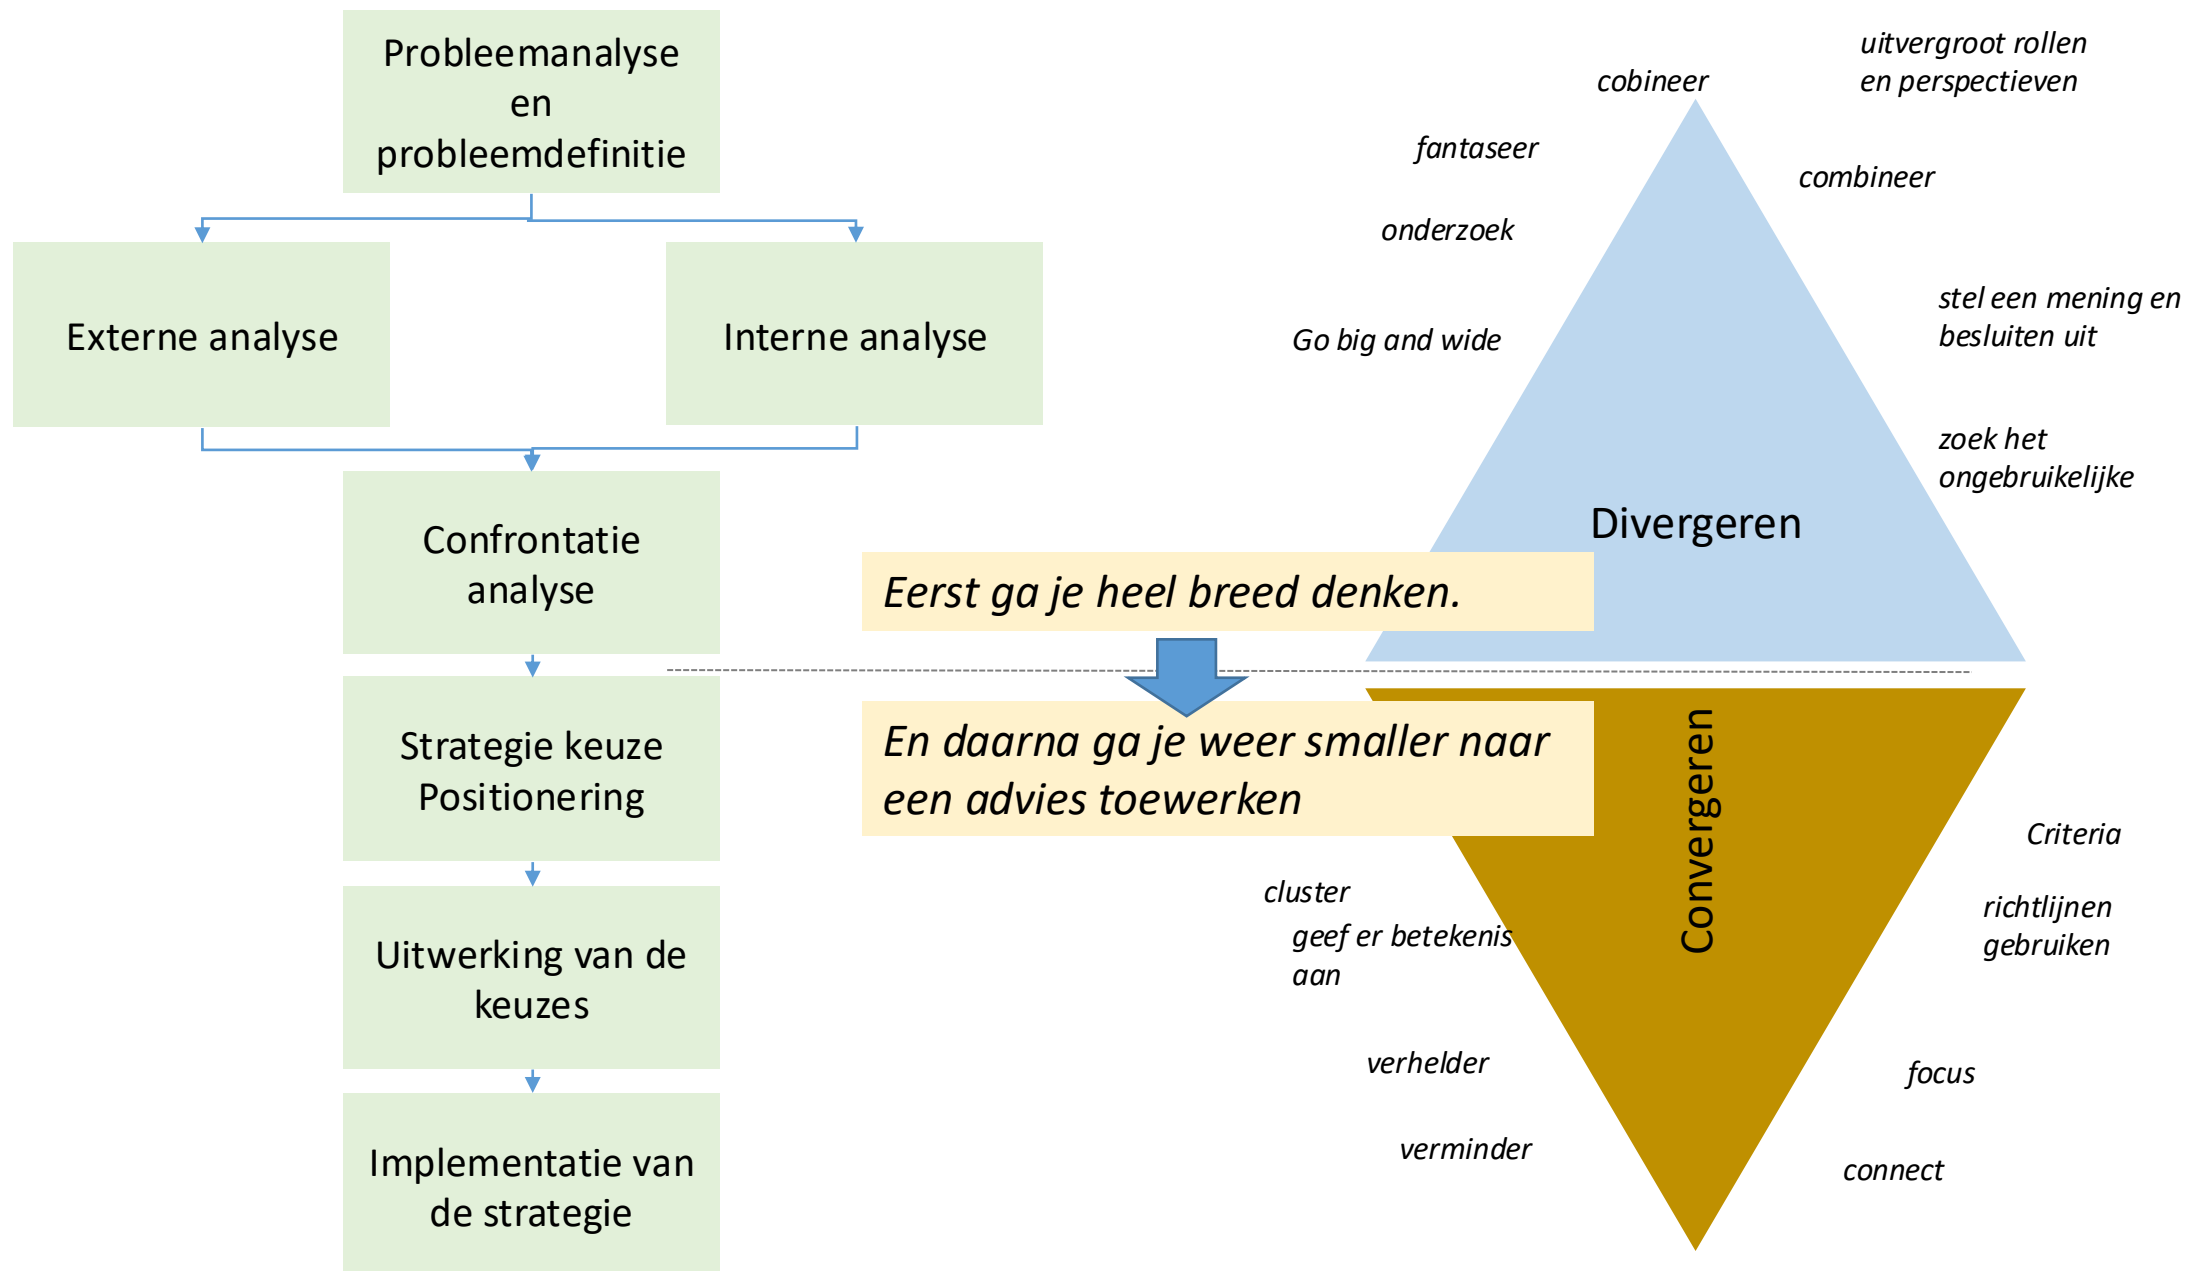 Probleemanalyse
en
probleemdefinitie
Externe analyse
Interne analyse
Confrontatie
analyse
Strategie keuze
Positionering
Uitwerking van de
keuzes
Implementatie van
de strategie
uitvergroot rollen
en perspectieven
cobineer
fantaseer
combineer
onderzoek
stel een mening en
besluiten uit
Go big and wide
zoek het
ongebruikelijke
Divergeren
Eerst ga je heel breed denken.
En daarna ga je weer smaller naar
een advies toewerken
Convergeren
Criteria
cluster
richtlijnen
gebruiken
geef er betekenis
aan
verhelder
focus
verminder
connect